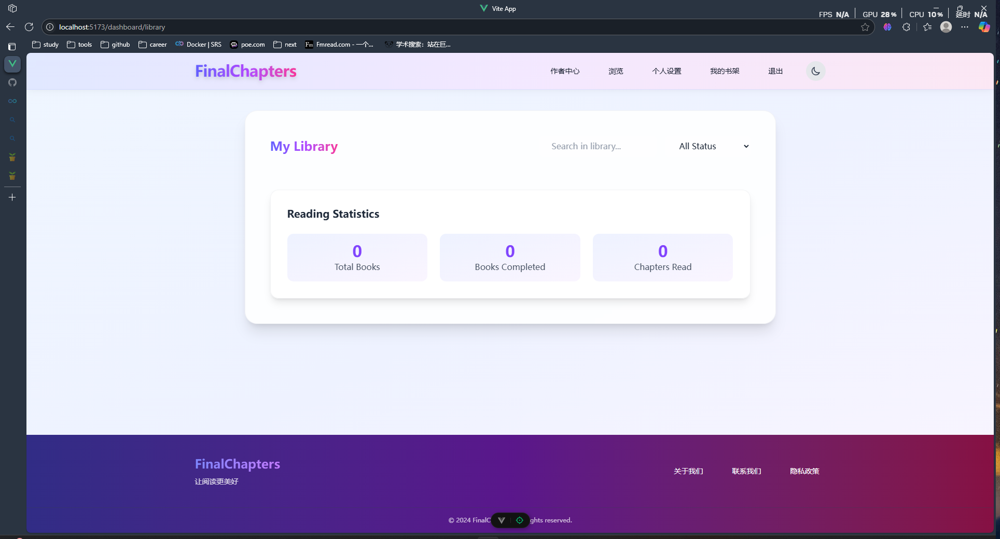 Vite App
FPS N/A GPU 28% CPU 10% 延时 N/A
localhost:5173/dashboard/library
study tools github career Docker | SRS poe.com next Fm Fmread.com - 一个... 学术搜索：站在巨...
FinalChapters 作者中心 浏览 个人设置 我的书架 退出
My Library Search in library... All Status
Reading Statistics
0 0 0
Total Books Books Completed Chapters Read
FinalChapters
让阅读更美好
关于我们 联系我们 隐私政策
© 2024 FinalC ghts reserved.